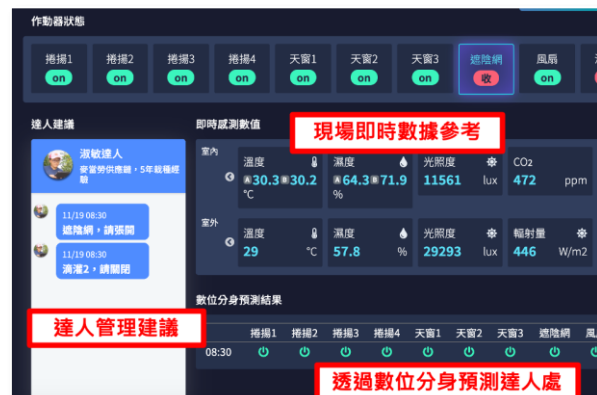 作動器狀態
捲揚1 捲揚2 捲揚3 捲揚4 天窗1 天窗2 天窗3 遮陰網 風扇
on on on on on on on 收 on
達人建議 即時感測數值
現場即時數據參考
淑敏達人
麥當勞供應鏈,5年栽種經驗
11/19 08:30
遮陰網,請張開
11/19 08:30
滴灌2,請關閉
室內
溫度 濕度 光照度 CO2
A 30.3 B 30.2 A 64.3 B 71.9 11561 lux 472 ppm
°C %
室外
溫度 濕度 光照度 輻射量
29 °C 57.8 % 29293 lux 446 W/m2
數位分身預測結果
達人管理建議
捲揚1 捲揚2 捲揚3 捲揚4 天窗1 天窗2 天窗3 遮陰網 風
08:30
透過數位分身預測達人處